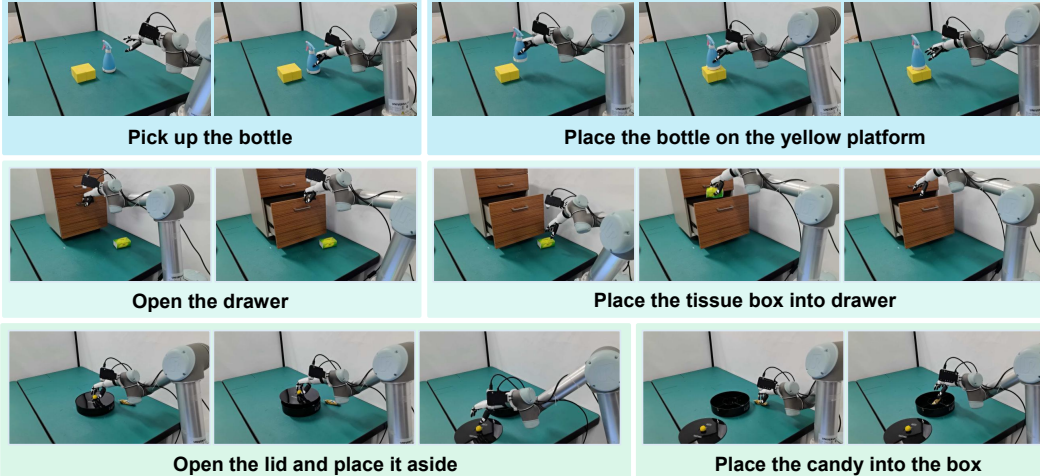 Pick up the bottle
Place the bottle on the yellow platform
Open the drawer
Place the tissue box into drawer
Open the lid and place it aside
Place the candy into the box